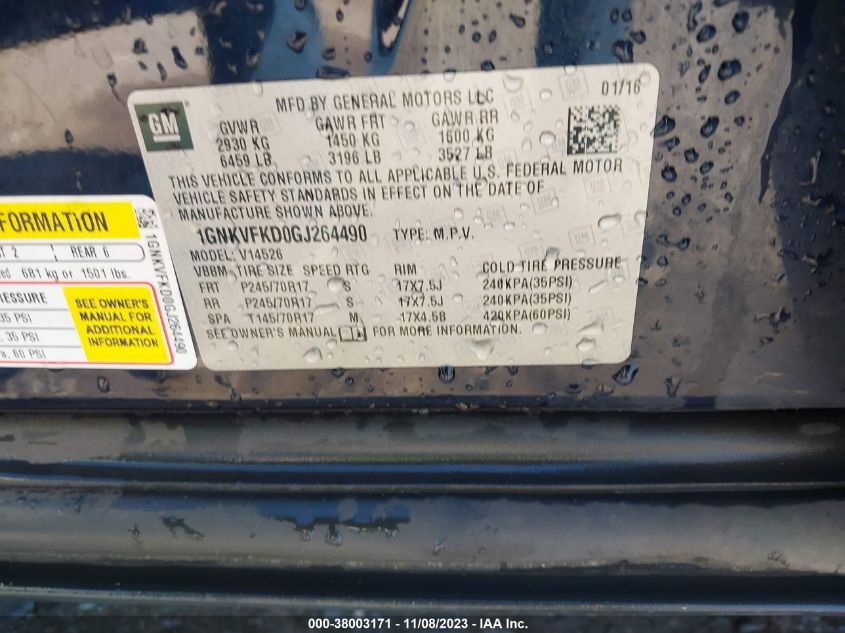 GM
MFD BY GENERAL MOTORS LLC 01/16
GVWR GAWR FRT GAWR RR
2930 KG 1450 KG 1600 KG
6459 LB 3196 LB 3527 LB
THIS VEHICLE CONFORMS TO ALL APPLICABLE U.S. FEDERAL MOTOR
VEHICLE SAFETY STANDARDS IN EFFECT ON THE DATE OF
MANUFACTURE SHOWN ABOVE.
1GNKVFKD0GJ264490 TYPE: M.P.V.
MODEL: V14526
VBBM TIRE SIZE SPEED RTG RIM COLD TIRE PRESSURE
FRT P245/70R17 S 17X7.5J 240KPA(35PSI)
RR P245/70R17 S 17X7.5J 240KPA(35PSI)
SPA T145/70R17 M 17X4.5B 420KPA(60PSI)
SEE OWNER'S MANUAL FOR MORE INFORMATION.
FORMATION
2 REAR 6
681 kg or 1501 lbs.
PRESSURE
35 PSI
35 PSI
60 PSI
SEE OWNER'S
MANUAL FOR
ADDITIONAL
INFORMATION
1GNKVFKD0GJ264490
000-38003171 - 11/08/2023 - IAA Inc.